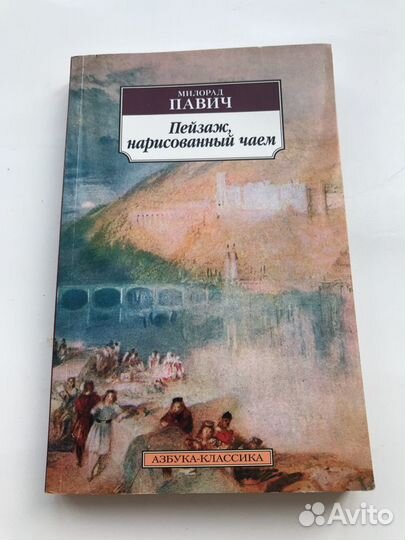 МИЛОРАД
ПАВИЧ
Пейзаж,
нарисованный чаем
АЗБУКА-КЛАССИКА
Avito